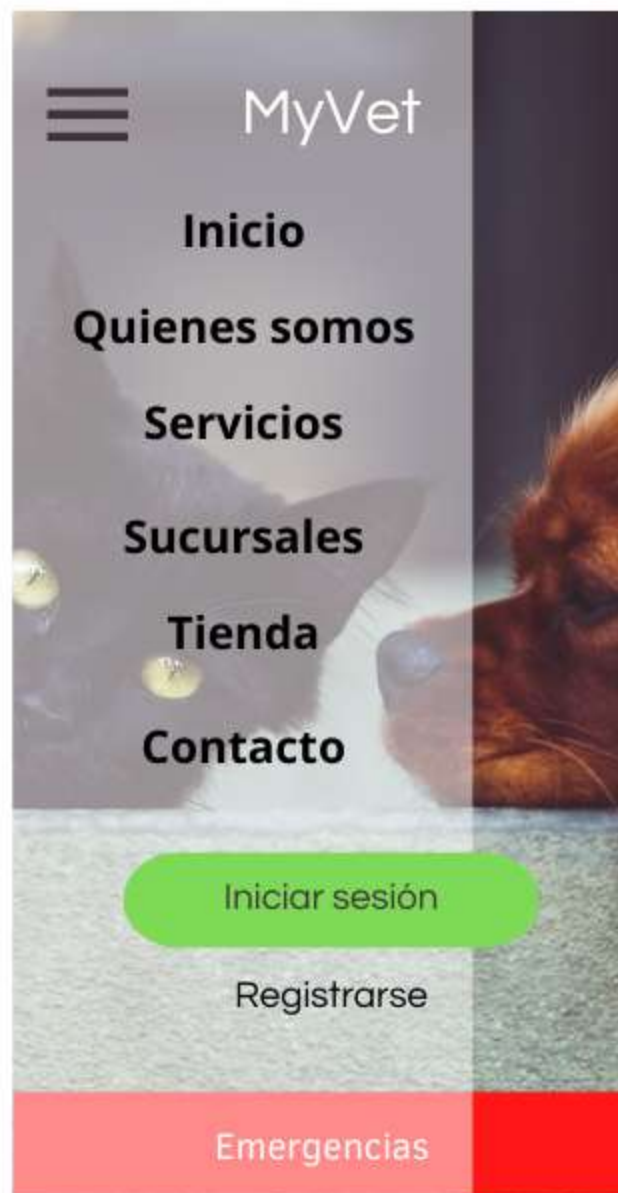 MyVet
Inicio
Quienes somos
Servicios
Sucursales
Tienda
Contacto
Iniciar sesión
Registrarse
Emergencias